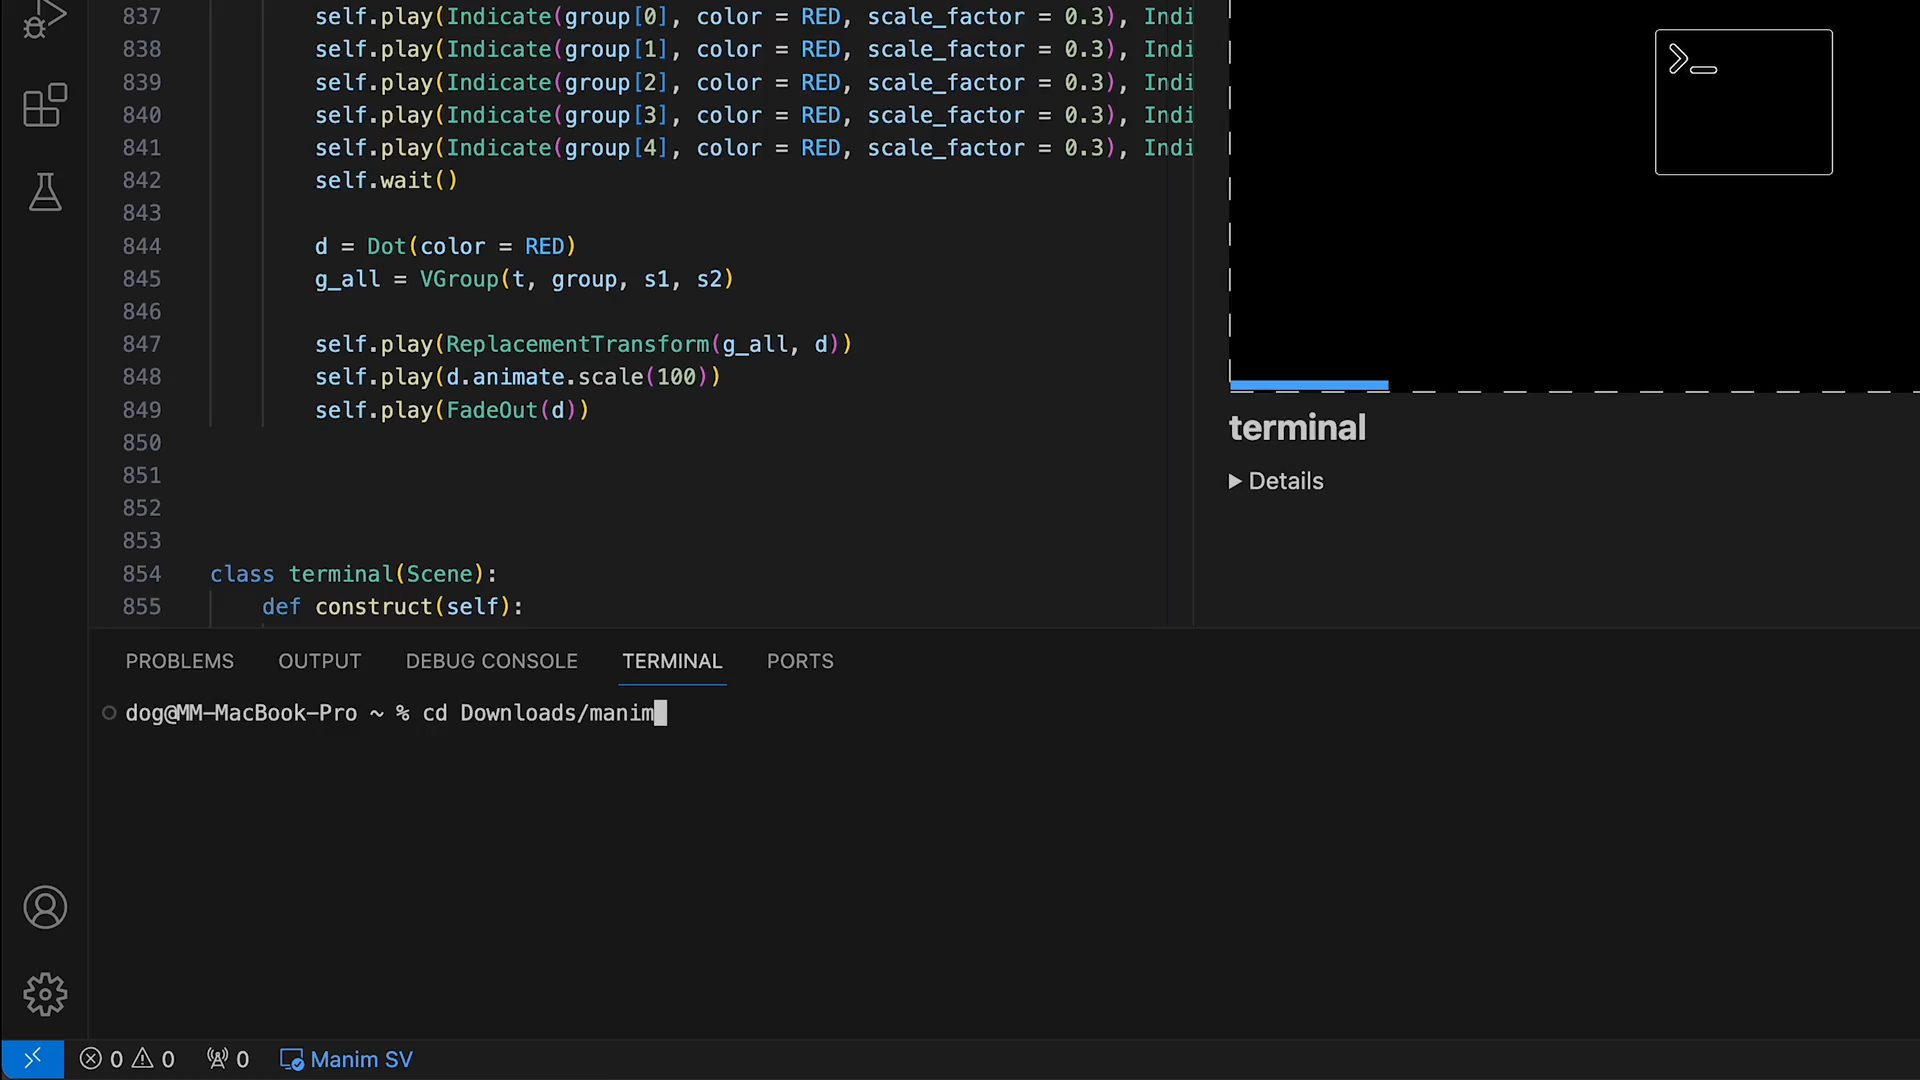 837 self.play(Indicate(group[0], color = RED, scale_factor = 0.3), Indi
838 self.play(Indicate(group[1], color = RED, scale_factor = 0.3), Indi
839 self.play(Indicate(group[2], color = RED, scale_factor = 0.3), Indi
840 self.play(Indicate(group[3], color = RED, scale_factor = 0.3), Indi
841 self.play(Indicate(group[4], color = RED, scale_factor = 0.3), Indi
842 self.wait()
843
844 d = Dot(color = RED)
845 g_all = VGroup(t, group, s1, s2)
846
847 self.play(ReplacementTransform(g_all, d))
848 self.play(d.animate.scale(100))
849 self.play(FadeOut(d))
850
851
852
853
854 class terminal(Scene):
855 def construct(self):
terminal
Details
PROBLEMS OUTPUT DEBUG CONSOLE TERMINAL PORTS
dog@MM-MacBook-Pro ~ % cd Downloads/manim
0 0 0 Manim SV